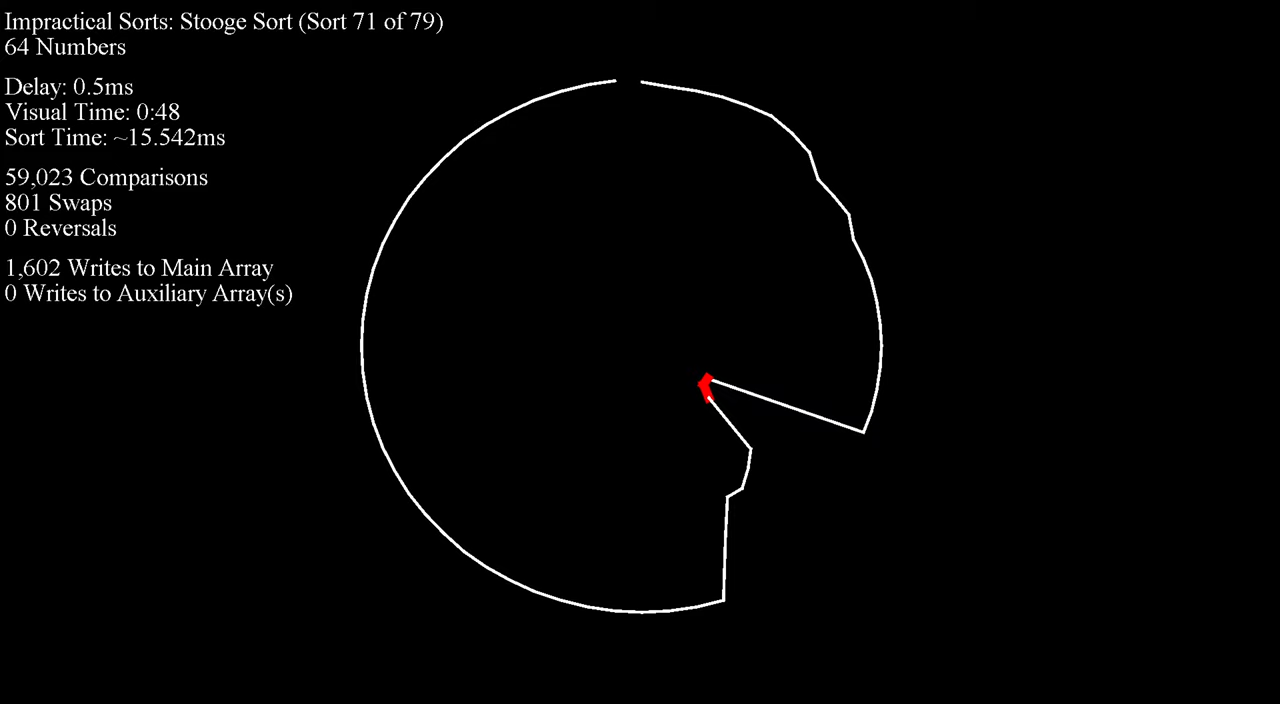 Impractical Sorts: Stooge Sort (Sort 71 of 79)
64 Numbers
Delay: 0.5ms
Visual Time: 0:48
Sort Time: ~15.542ms
59,023 Comparisons
801 Swaps
0 Reversals
1,602 Writes to Main Array
0 Writes to Auxiliary Array(s)